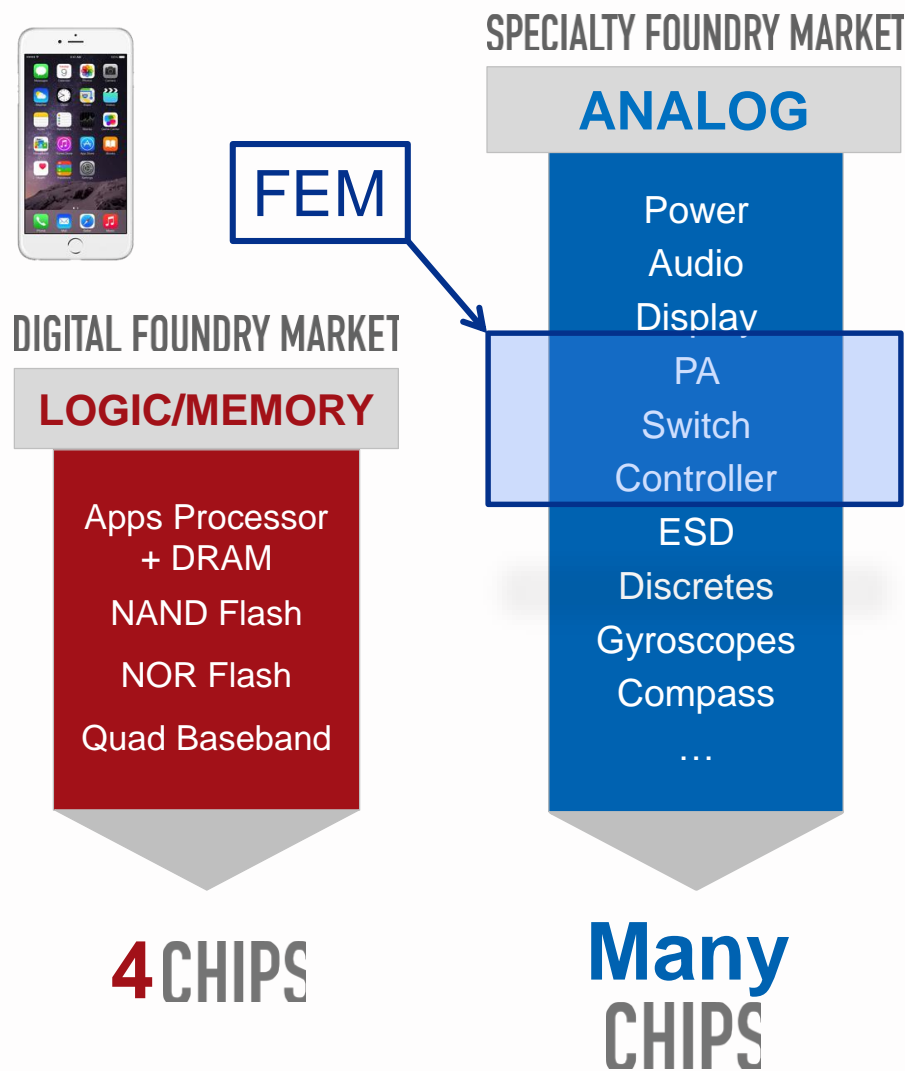 SPECIALTY FOUNDRY MARKET
ANALOG
FEM
Power
Audio
Display
PA
Switch
Controller
ESD
Discretes
Gyroscopes
Compass
…
Many
CHIPS
DIGITAL FOUNDRY MARKET
LOGIC/MEMORY
Apps Processor
+ DRAM
NAND Flash
NOR Flash
Quad Baseband
4 CHIPS